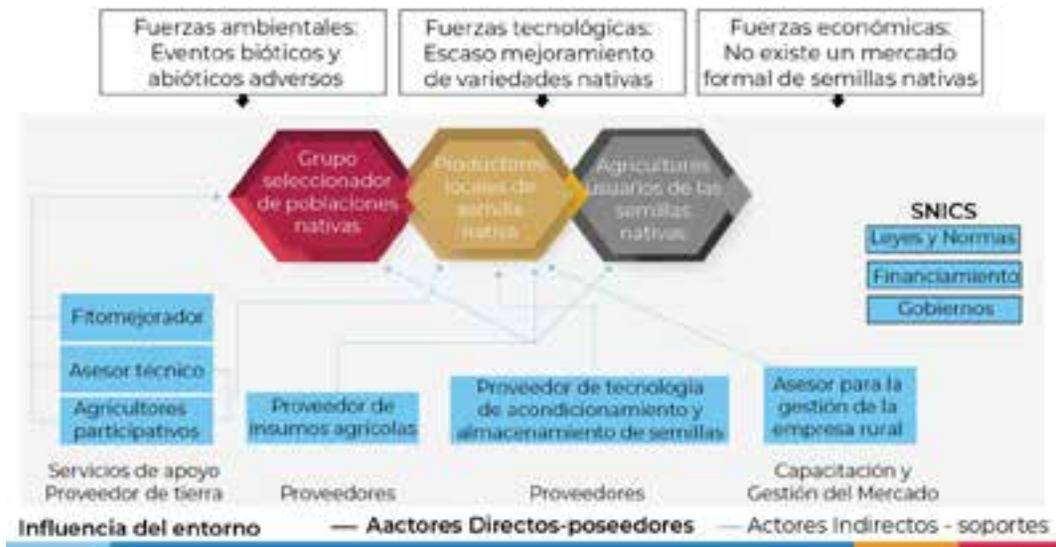 Fuerzas ambientales:
Eventos bióticos y
abióticos adversos
Fuerzas tecnológicas:
Escaso mejoramiento
de variedades nativas
Fuerzas económicas:
No existe un mercado
formal de semillas nativas
Grupo
seleccionador
de poblaciones
nativas
Productores
locales de
semilla
nativa
Agricultures
usuarios de las
semillas
nativas
SNICS
Leyes y Normas
Financiamiento
Gobiernos
Fitomejorador
Asesor técnico
Agricultores
participativos
Servicios de apoyo
Proveedor de tierra
Proveedor de
insumos agrícolas
Proveedores
Proveedor de tecnología
de acondicionamiento y
almacenamiento de semillas
Proveedores
Asesor para la
gestión de la
empresa rural
Capacitación y
Gestión del Mercado
Influencia del entorno
Aactores Directos-poseedores
Actores Indirectos - soportes